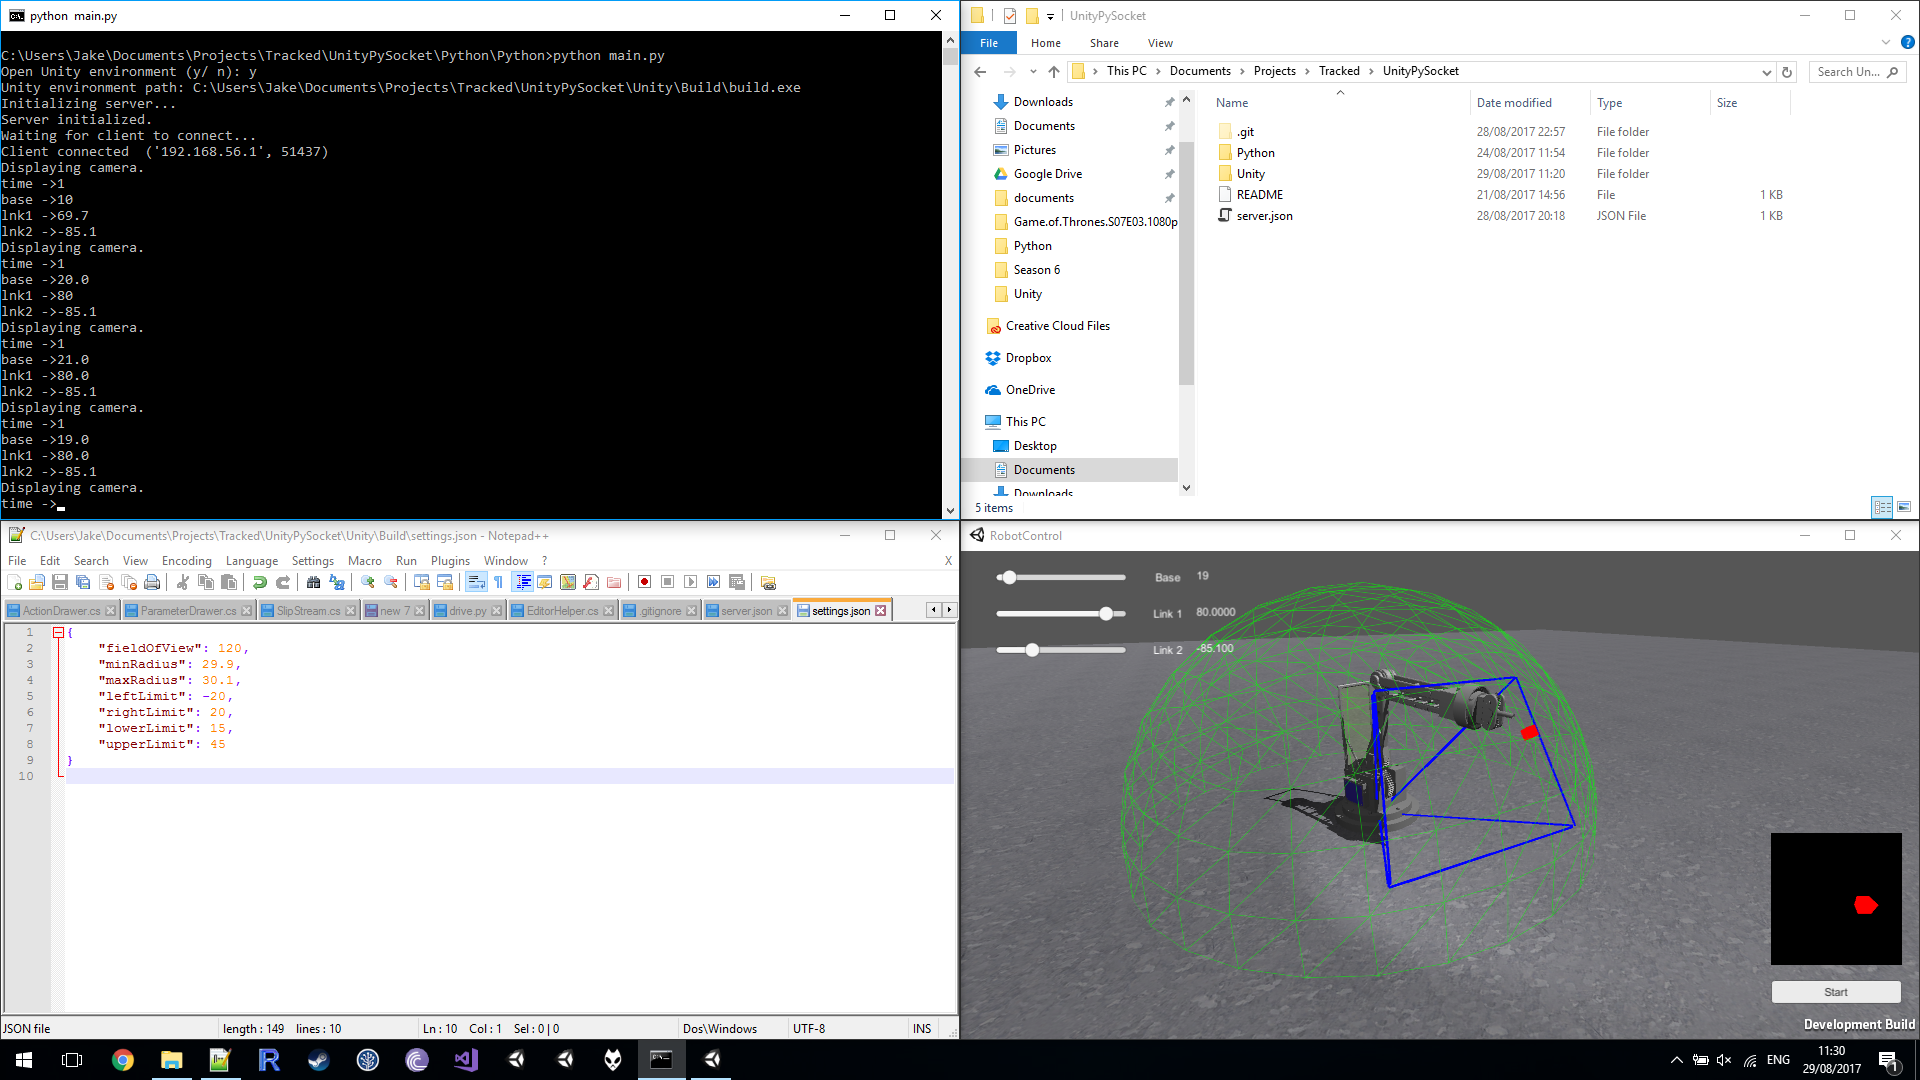 python  main.py
C:\Users\Jake\Documents\Projects\Tracked\UnityPySocket\Python\Python>python main.py
Open Unity environment (y/ n): y
Unity environment path: C:\Users\Jake\Documents\Projects\Tracked\UnityPySocket\Unity\Build\build.exe
Initializing server...
Server initialized.
Waiting for client to connect...
Client connected  ('192.168.56.1', 51437)
Displaying camera.
time ->1
base ->10
lnk1 ->69.7
lnk2 ->-85.1
Displaying camera.
time ->1
base ->20.0
lnk1 ->80
lnk2 ->-85.1
Displaying camera.
time ->1
base ->21.0
lnk1 ->80.0
lnk2 ->-85.1
Displaying camera.
time ->1
base ->19.0
lnk1 ->80.0
lnk2 ->-85.1
Displaying camera.
time ->
UnityPySocket
File Home Share View
This PC > Documents > Projects > Tracked > UnityPySocket
Search Un...
Downloads
Documents
Pictures
Google Drive
documents
Game.of.Thrones.S07E03.1080p
Python
Season 6
Unity
Creative Cloud Files
Dropbox
OneDrive
This PC
Desktop
Documents
Downloads
Name Date modified Type Size
.git 28/08/2017 22:57 File folder
Python 24/08/2017 11:54 File folder
Unity 29/08/2017 11:20 File folder
README 21/08/2017 14:56 File 1 KB
server.json 28/08/2017 20:18 JSON File 1 KB
5 items
C:\Users\Jake\Documents\Projects\Tracked\UnityPySocket\Unity\Build\settings.json - Notepad++
File Edit Search View Encoding Language Settings Macro Run Plugins Window ? X
ActionDrawer.cs ParameterDrawer.cs SlipStream.cs new 7 drive.py EditorHelper.cs .gitignore server.json settings.json
1 {
2 "fieldOfView": 120,
3 "minRadius": 29.9,
4 "maxRadius": 30.1,
5 "leftLimit": -20,
6 "rightLimit": 20,
7 "lowerLimit": 15,
8 "upperLimit": 45
9 }
10
JSON file length : 149 lines : 10 Ln : 10 Col : 1 Sel : 0 | 0 Dos\Windows UTF-8 INS
RobotControl
Base 19
Link 1 80.0000
Link 2 -85.100
Start
Development Build
ENG
11:30
29/08/2017
1